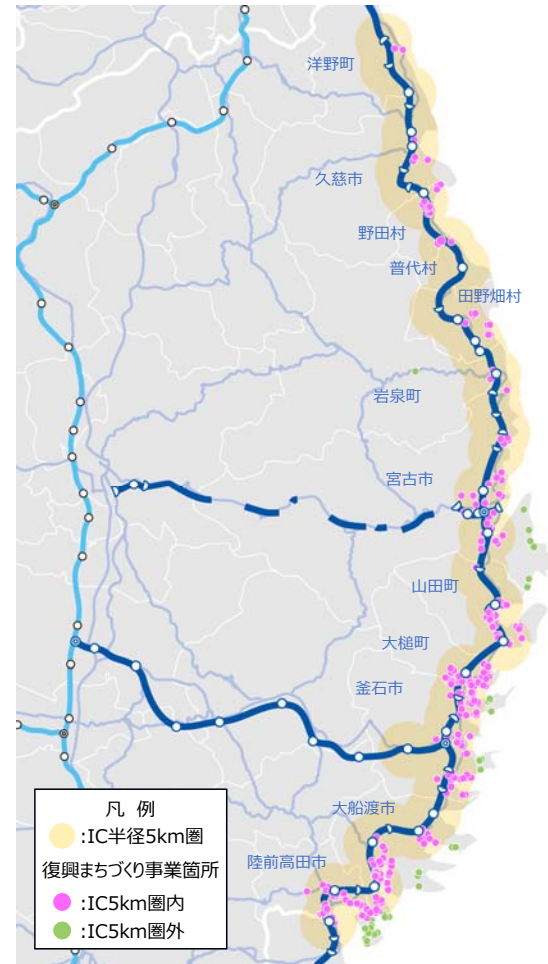 洋野町
久慈市
野田村
普代村
田野畑村
岩泉町
宮古市
山田町
大槌町
釜石市
大船渡市
陸前高田市
凡 例
:IC半径5km圏
復興まちづくり事業箇所
:IC5km圏内
:IC5km圏外